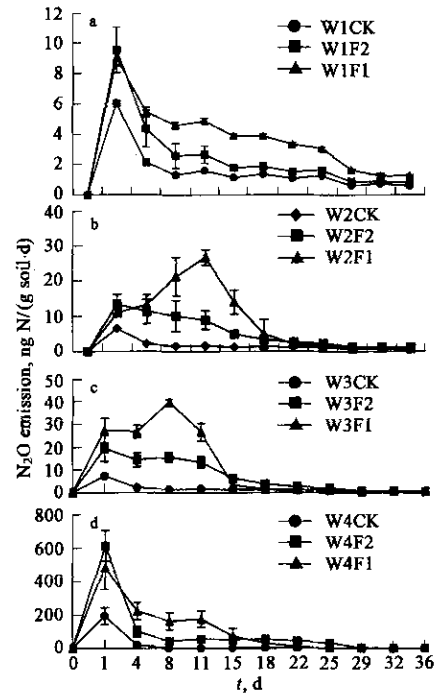 a
W1CK
W1F2
W1F1
12
10
8
6
4
2
0
b
W2CK
W2F2
W2F1
40
30
20
10
0
c
W3CK
W3F2
W3F1
50
40
30
20
10
0
d
W4CK
W4F2
W4F1
800
600
400
200
0
N₂O emission, ng N/(g soil·d)
0 1 4 8 11 15 18 22 25 29 32 36
t, d